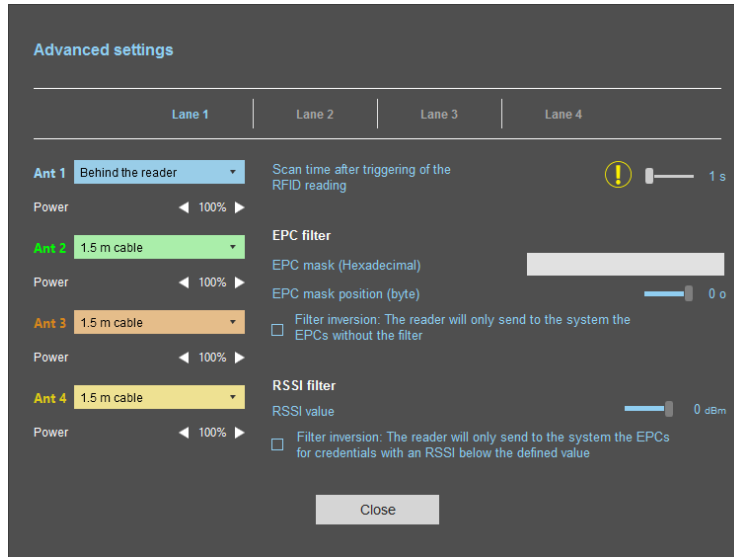 Advanced settings
Lane 1 Lane 2 Lane 3 Lane 4
Ant 1 Behind the reader
Power 100%
Ant 2 1.5 m cable
Power 100%
Ant 3 1.5 m cable
Power 100%
Ant 4 1.5 m cable
Power 100%
Scan time after triggering of the
RFID reading
! 1 s
EPC filter
EPC mask (Hexadecimal)
EPC mask position (byte) 0 o
Filter inversion: The reader will only send to the system the
EPCs without the filter
RSSI filter
RSSI value 0 dBm
Filter inversion: The reader will only send to the system the EPCs
for credentials with an RSSI below the defined value
Close